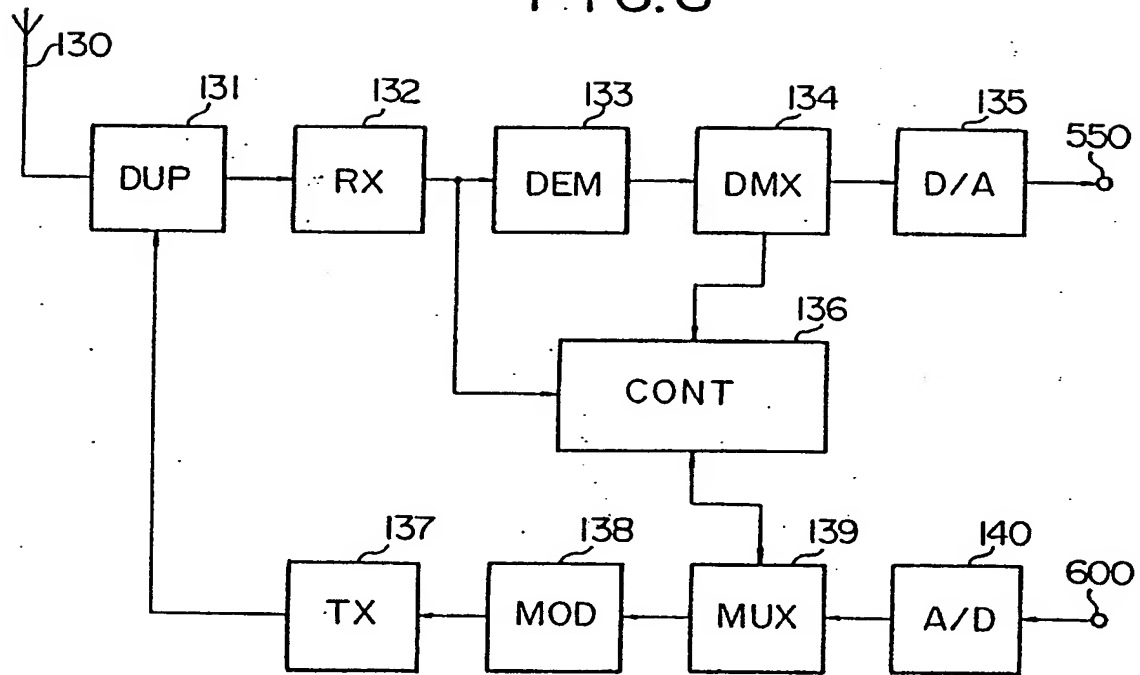 130
131
132
133
134
135
550
DUP
RX
DEM
DMX
D/A
136
CONT
137
138
139
140
600
TX
MOD
MUX
A/D